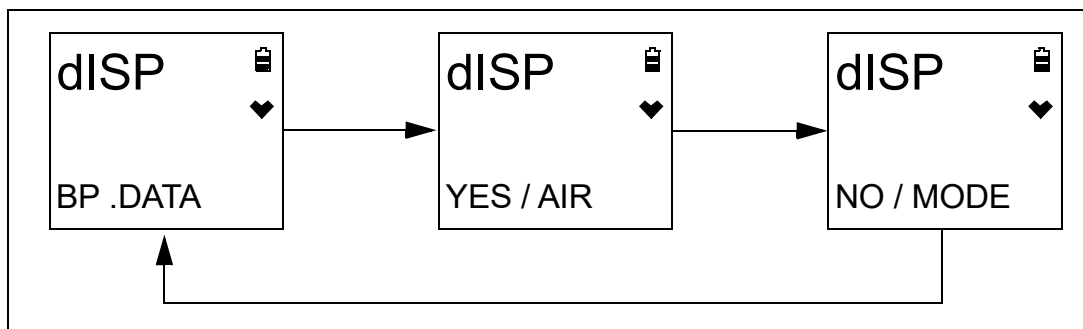 dISP
BP .DATA
dISP
YES / AIR
dISP
NO / MODE